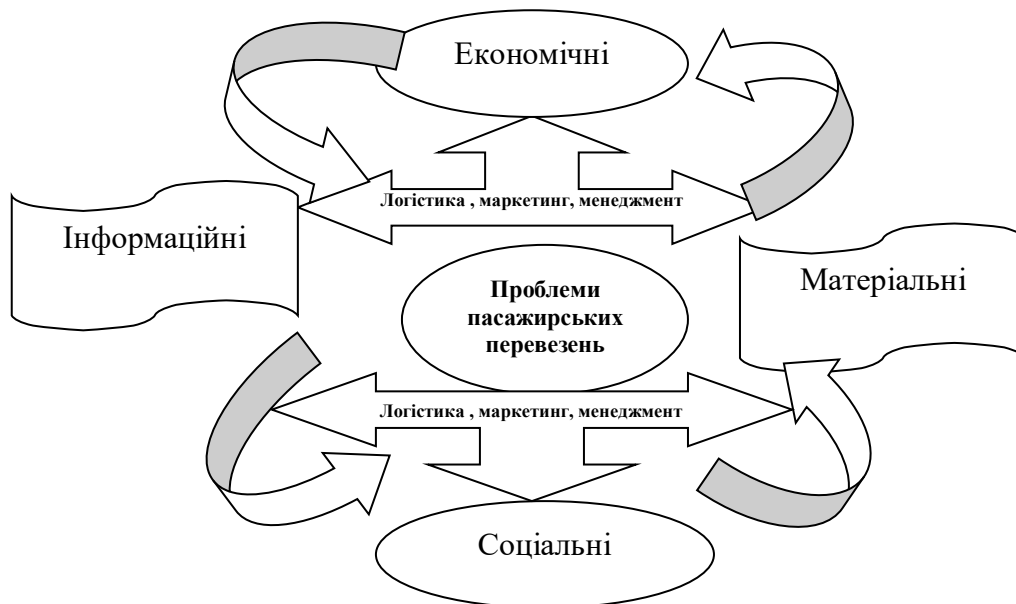 Економічні
Логістика , маркетинг, менеджмент
Інформаційні
Матеріальні
Проблеми
пасажирських
перевезень
Логістика , маркетинг, менеджмент
Соціальні